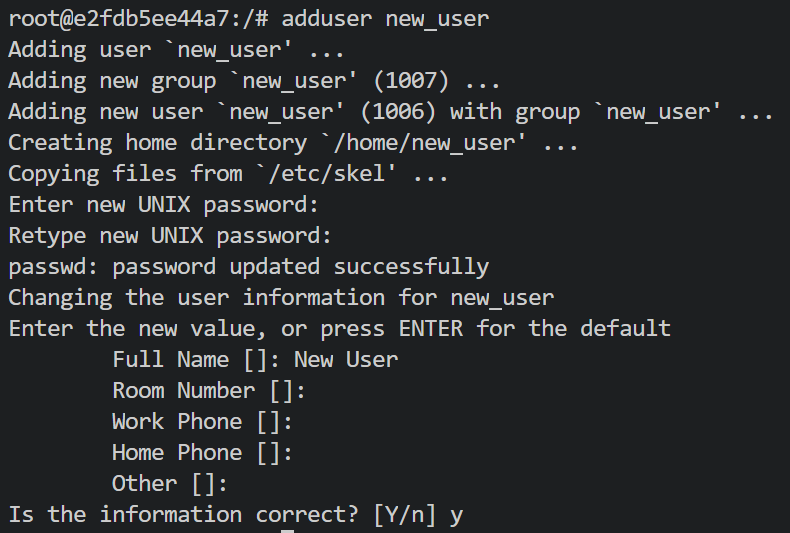 root@e2fdb5ee44a7:/# adduser new_user
Adding user `new_user' ...
Adding new group `new_user' (1007) ...
Adding new user `new_user' (1006) with group `new_user' ...
Creating home directory `/home/new_user' ...
Copying files from `/etc/skel' ...
Enter new UNIX password:
Retype new UNIX password:
passwd: password updated successfully
Changing the user information for new_user
Enter the new value, or press ENTER for the default
        Full Name []: New User
        Room Number []:
        Work Phone []:
        Home Phone []:
        Other []:
Is the information correct? [Y/n] y